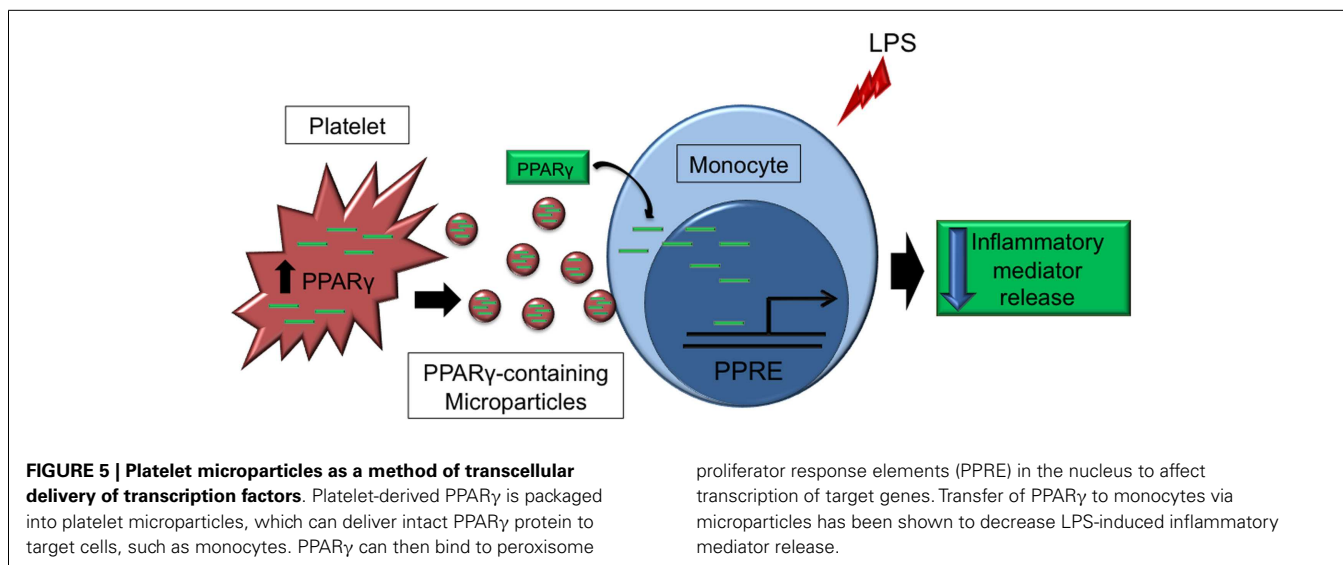 LPS
Platelet
PPARγ
Monocyte
PPARγ
Inflammatory
mediator
release
PPRE
PPARγ-containing
Microparticles
FIGURE 5 | Platelet microparticles as a method of transcellular
delivery of transcription factors. Platelet-derived PPARγ is packaged
into platelet microparticles, which can deliver intact PPARγ protein to
target cells, such as monocytes. PPARγ can then bind to peroxisome
proliferator response elements (PPRE) in the nucleus to affect
transcription of target genes. Transfer of PPARγ to monocytes via
microparticles has been shown to decrease LPS-induced inflammatory
mediator release.